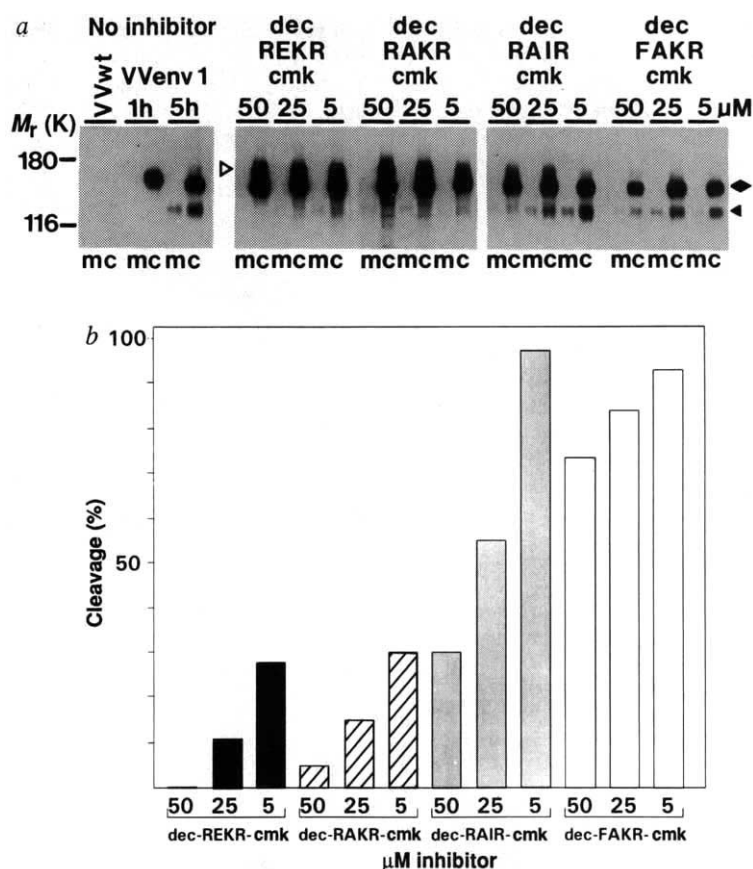 a
No inhibitor
dec dec dec dec
REKR RAKR RAIR FAKR
cmk cmk cmk cmk
VVwt
VVenv 1
1h 5h
50 25 5 50 25 5 50 25 5 50 25 5 μM
Mr (K)
180
116
mc mc mc mcmcmc mcmcmc mcmcmc mc mc mc
b
100
50
Cleavage (%)
50 25 5 50 25 5 50 25 5 50 25 5
dec-REKR-cmk dec-RAKR-cmk dec-RAIR-cmk dec-FAKR-cmk
μM inhibitor